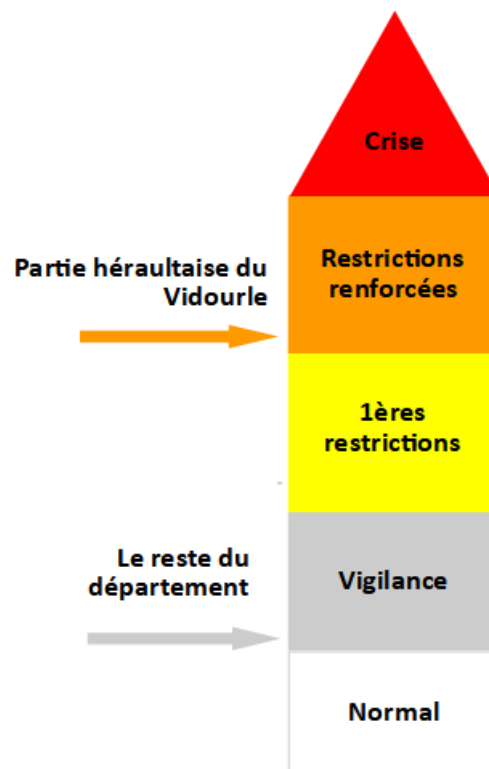 Crise
Partie héraultaise du
Vidourle
Restrictions
renforcées
1ères
restrictions
Le reste du
département
Vigilance
Normal